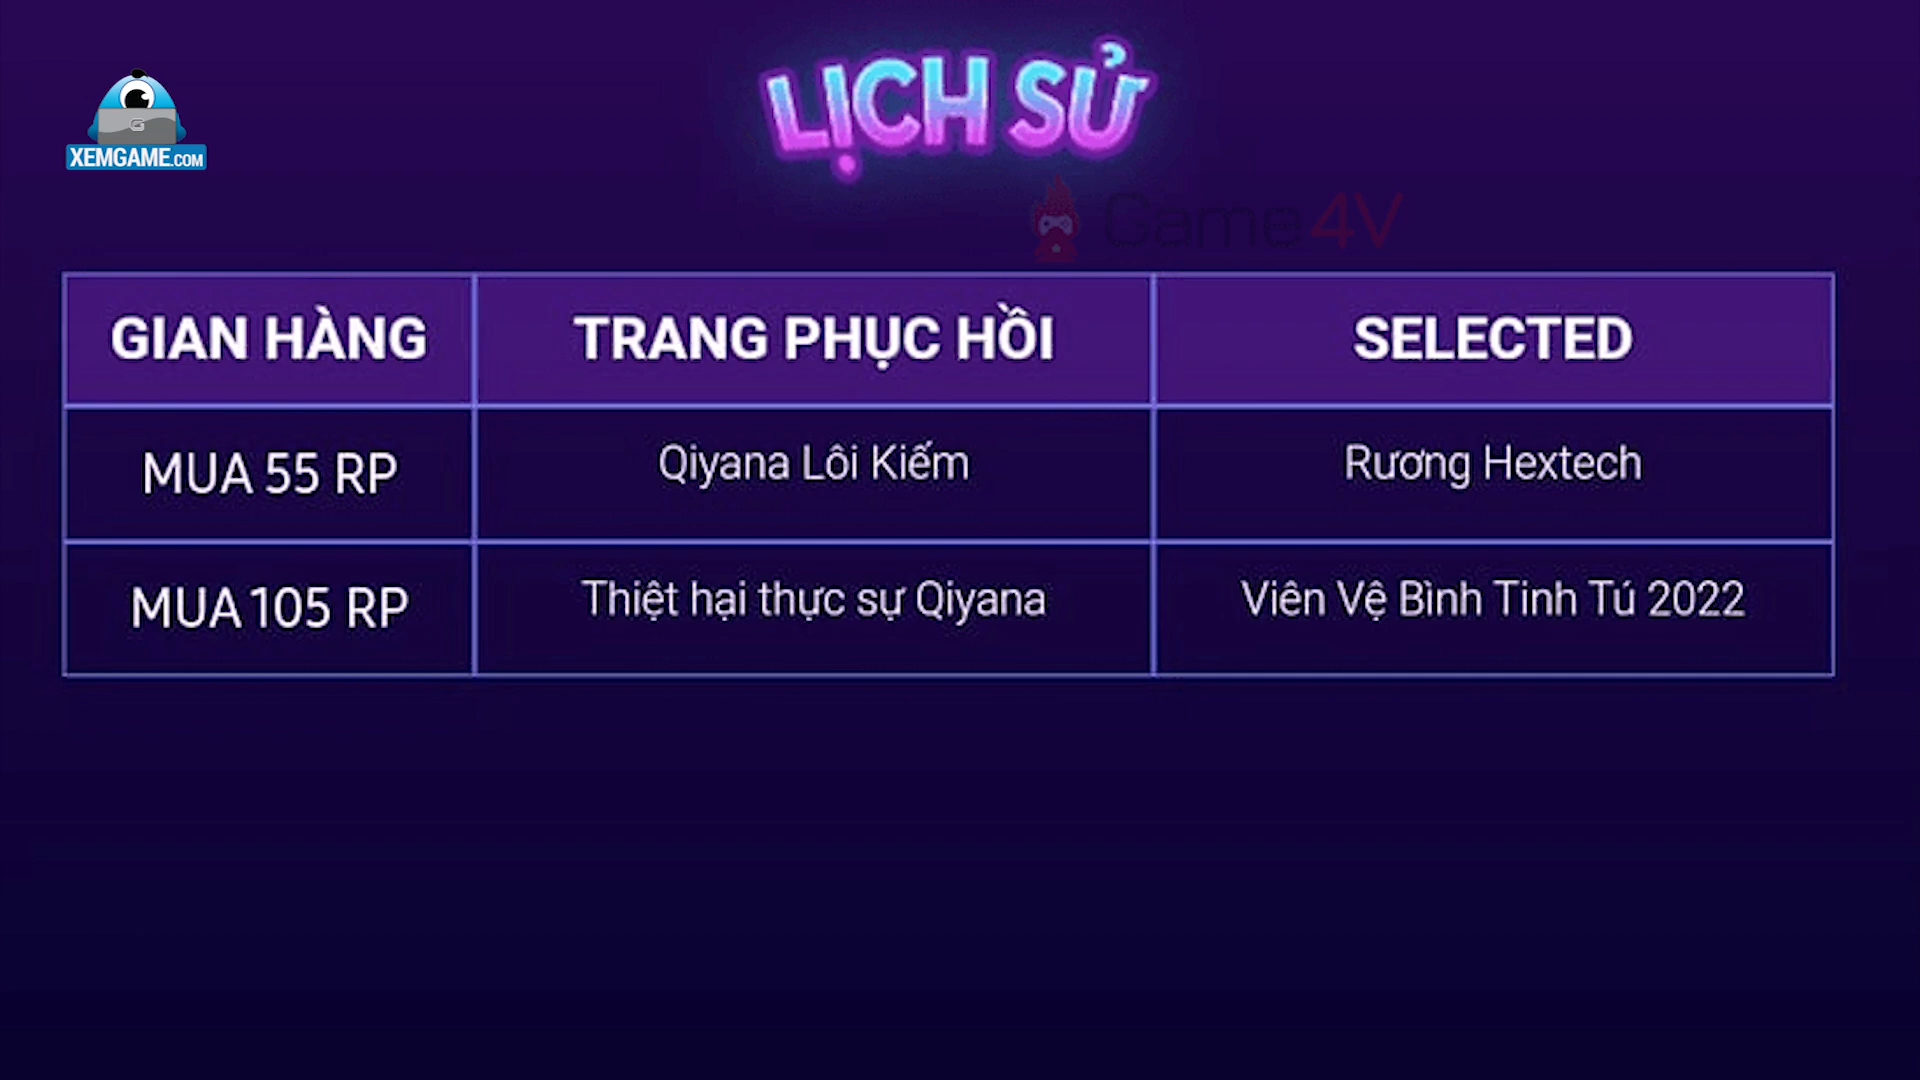 LỊCH SỬ
XEMGAME.COM
Game4V
GIAN HÀNG
TRANG PHỤC HỒI
SELECTED
MUA 55 RP
Qiyana Lôi Kiếm
Rương Hextech
MUA 105 RP
Thiệt hại thực sự Qiyana
Viên Vệ Bình Tinh Tú 2022